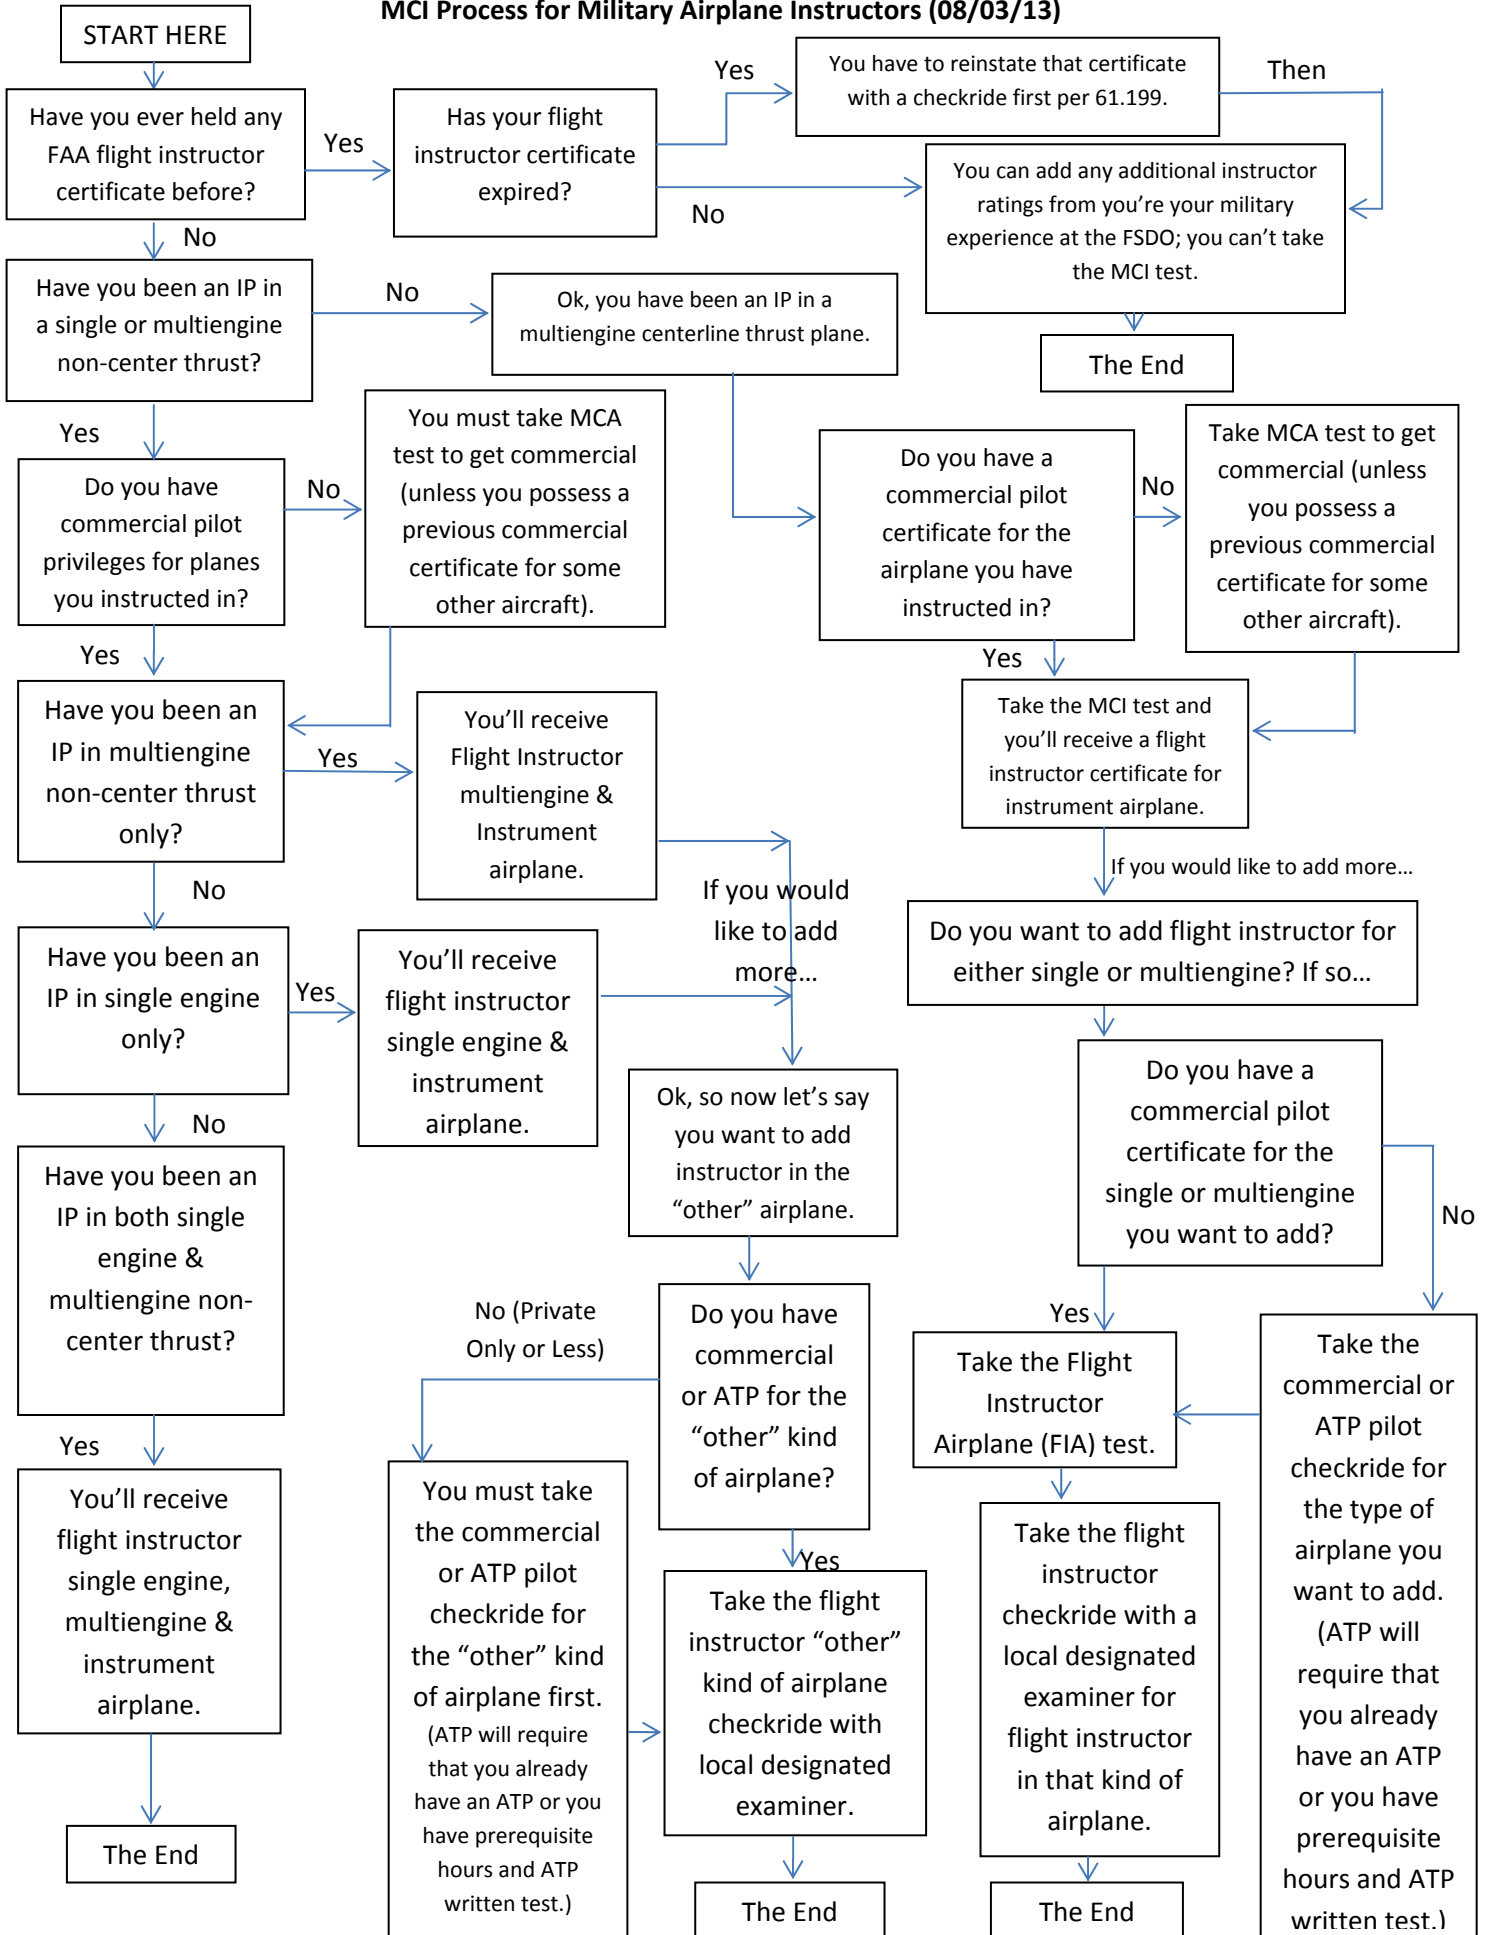 MCI Process for Military Airplane Instructors (08/03/13)
START HERE
Have you ever held any
FAA flight instructor
certificate before?
Yes
Has your flight
instructor certificate
expired?
Yes
You have to reinstate that certificate
with a checkride first per 61.199.
Then
No
You can add any additional instructor
ratings from you’re your military
experience at the FSDO; you can’t take
the MCI test.
The End
No
Have you been an IP in
a single or multiengine
non-center thrust?
No
Ok, you have been an IP in a
multiengine centerline thrust plane.
Yes
Do you have
commercial pilot
privileges for planes
you instructed in?
No
You must take MCA
test to get commercial
(unless you possess a
previous commercial
certificate for some
other aircraft).
Do you have a
commercial pilot
certificate for the
airplane you have
instructed in?
No
Take MCA test to get
commercial (unless
you possess a
previous commercial
certificate for some
other aircraft).
Yes
Take the MCI test and
you’ll receive a flight
instructor certificate for
instrument airplane.
Yes
Have you been an
IP in multiengine
non-center thrust
only?
Yes
You’ll receive
Flight Instructor
multiengine &
Instrument
airplane.
If you would
like to add
more…
If you would like to add more…
Do you want to add flight instructor for
either single or multiengine? If so…
No
Have you been an
IP in single engine
only?
Yes
You’ll receive
flight instructor
single engine &
instrument
airplane.
Ok, so now let’s say
you want to add
instructor in the
“other” airplane.
Do you have a
commercial pilot
certificate for the
single or multiengine
you want to add?
No
No
Have you been an
IP in both single
engine &
multiengine non-
center thrust?
No (Private
Only or Less)
Do you have
commercial
or ATP for the
“other” kind
of airplane?
Yes
Take the Flight
Instructor
Airplane (FIA) test.
Take the
commercial or
ATP pilot
checkride for
the type of
airplane you
want to add.
(ATP will
require that
you already
have an ATP
or you have
prerequisite
hours and ATP
written test.)
Yes
You’ll receive
flight instructor
single engine,
multiengine &
instrument
airplane.
The End
You must take
the commercial
or ATP pilot
checkride for
the “other” kind
of airplane first.
(ATP will require
that you already
have an ATP or you
have prerequisite
hours and ATP
written test.)
Yes
Take the flight
instructor “other”
kind of airplane
checkride with
local designated
examiner.
The End
Take the flight
instructor
checkride with a
local designated
examiner for
flight instructor
in that kind of
airplane.
The End